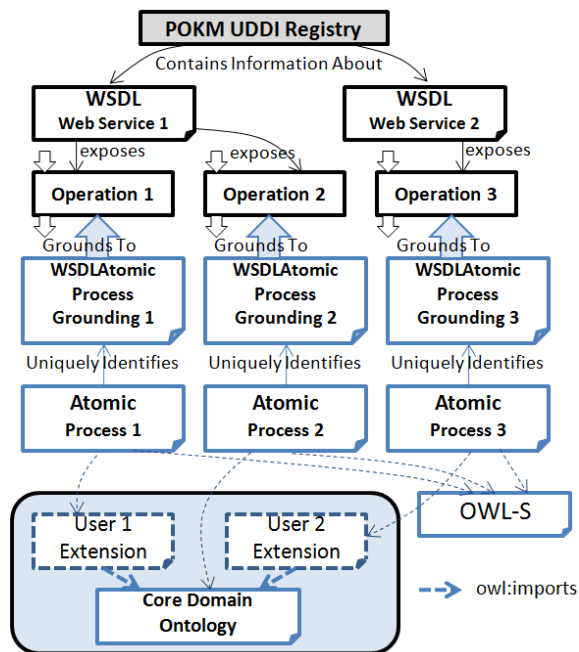 POKM UDDI Registry
Contains Information About
WSDL
Web Service 1
WSDL
Web Service 2
exposes
exposes
exposes
Operation 1
Operation 2
Operation 3
Grounds To
Grounds To
Grounds To
WSDLAtomic
Process
Grounding 1
WSDLAtomic
Process
Grounding 2
WSDLAtomic
Process
Grounding 3
Uniquely Identifies
Uniquely Identifies
Uniquely Identifies
Atomic
Process 1
Atomic
Process 2
Atomic
Process 3
OWL-S
User 1
Extension
User 2
Extension
Core Domain
Ontology
owl:imports